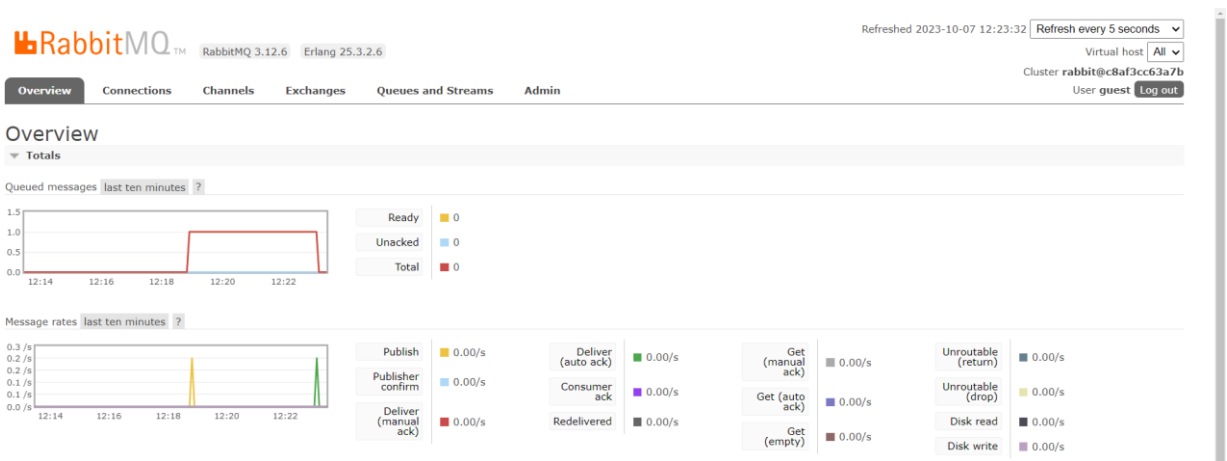 Refreshed 2023-10-07 12:23:32 Refresh every 5 seconds
RabbitMQ TM RabbitMQ 3.12.6 Erlang 25.3.2.6
Virtual host All
Cluster rabbit@c8af3cc63a7b
User guest Log out
Overview Connections Channels Exchanges Queues and Streams Admin
Overview
Totals
Queued messages last ten minutes ?
1.5
1.0
0.5
0.0
12:14 12:16 12:18 12:20 12:22
Ready 0
Unacked 0
Total 0
Message rates last ten minutes ?
0.3 /s
0.2 /s
0.2 /s
0.1 /s
0.1 /s
0.0 /s
12:14 12:16 12:18 12:20 12:22
Publish 0.00/s
Publisher
confirm 0.00/s
Deliver
(manual
ack) 0.00/s
Deliver
(auto ack) 0.00/s
Consumer
ack 0.00/s
Redelivered 0.00/s
Get
(manual
ack) 0.00/s
Get (auto
ack) 0.00/s
Get
(empty) 0.00/s
Unroutable
(return) 0.00/s
Unroutable
(drop) 0.00/s
Disk read 0.00/s
Disk write 0.00/s